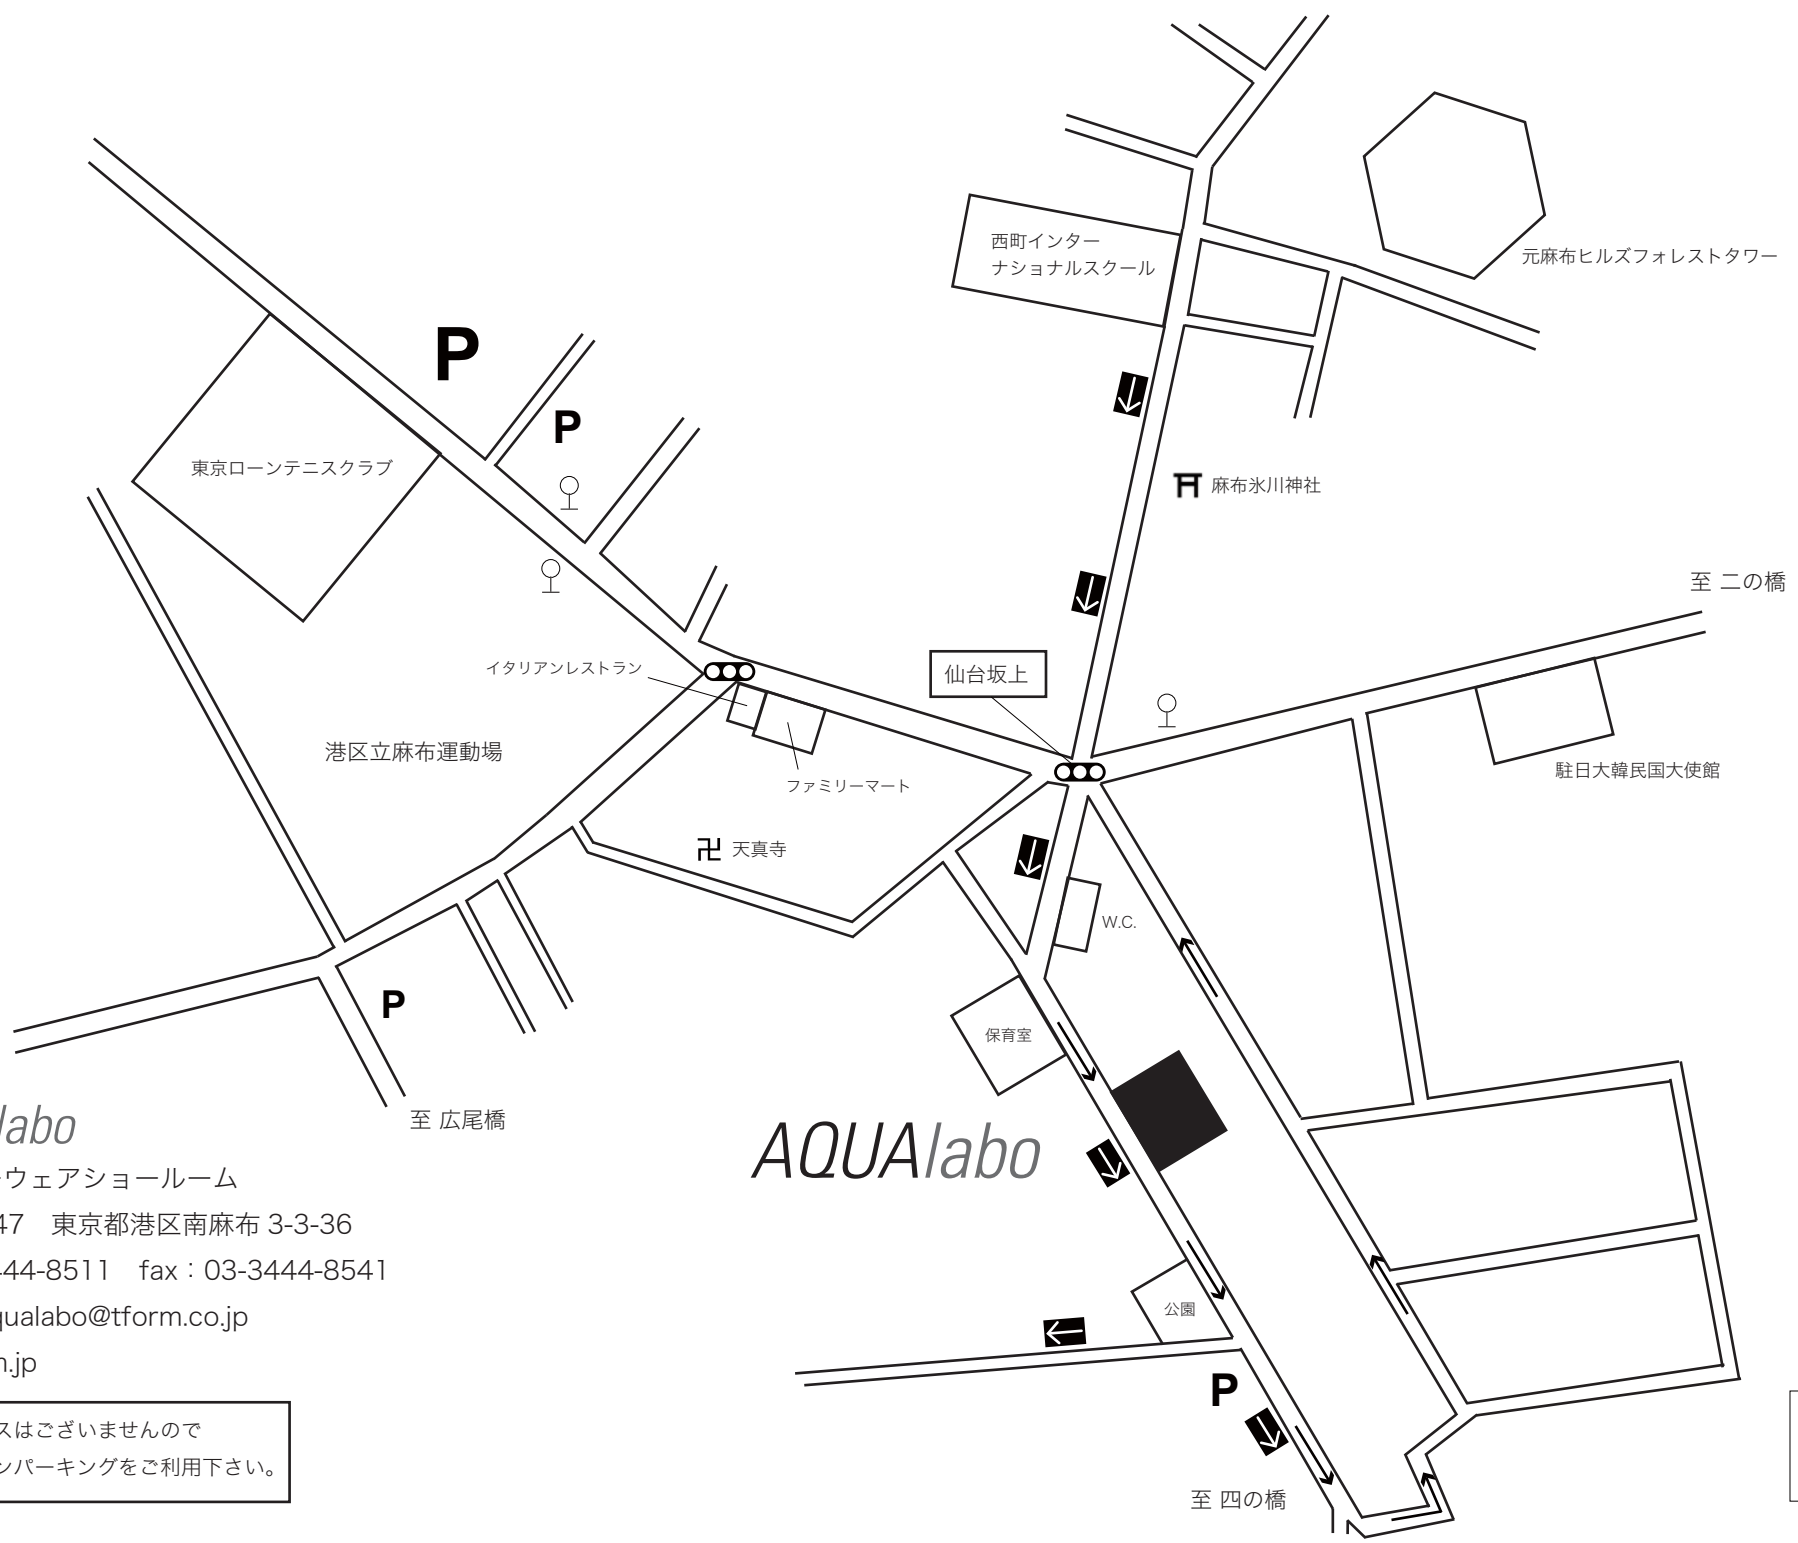 西町インター
ナショナルスクール
元麻布ヒルズフォレストタワー
P
P
東京ローンテニスクラブ
麻布氷川神社
至 二の橋
イタリアンレストラン
仙台坂上
港区立麻布運動場
ファミリーマート
駐日大韓民国大使館
卍 天真寺
W.C.
P
保育室
至 広尾橋
AQUAlabo
公園
P
至 四の橋
labo
ウェアショールーム
47 東京都港区南麻布 3-3-36
444-8511 fax：03-3444-8541
qualabo@tform.co.jp
m.jp
スはございませんので
ンパーキングをご利用下さい。